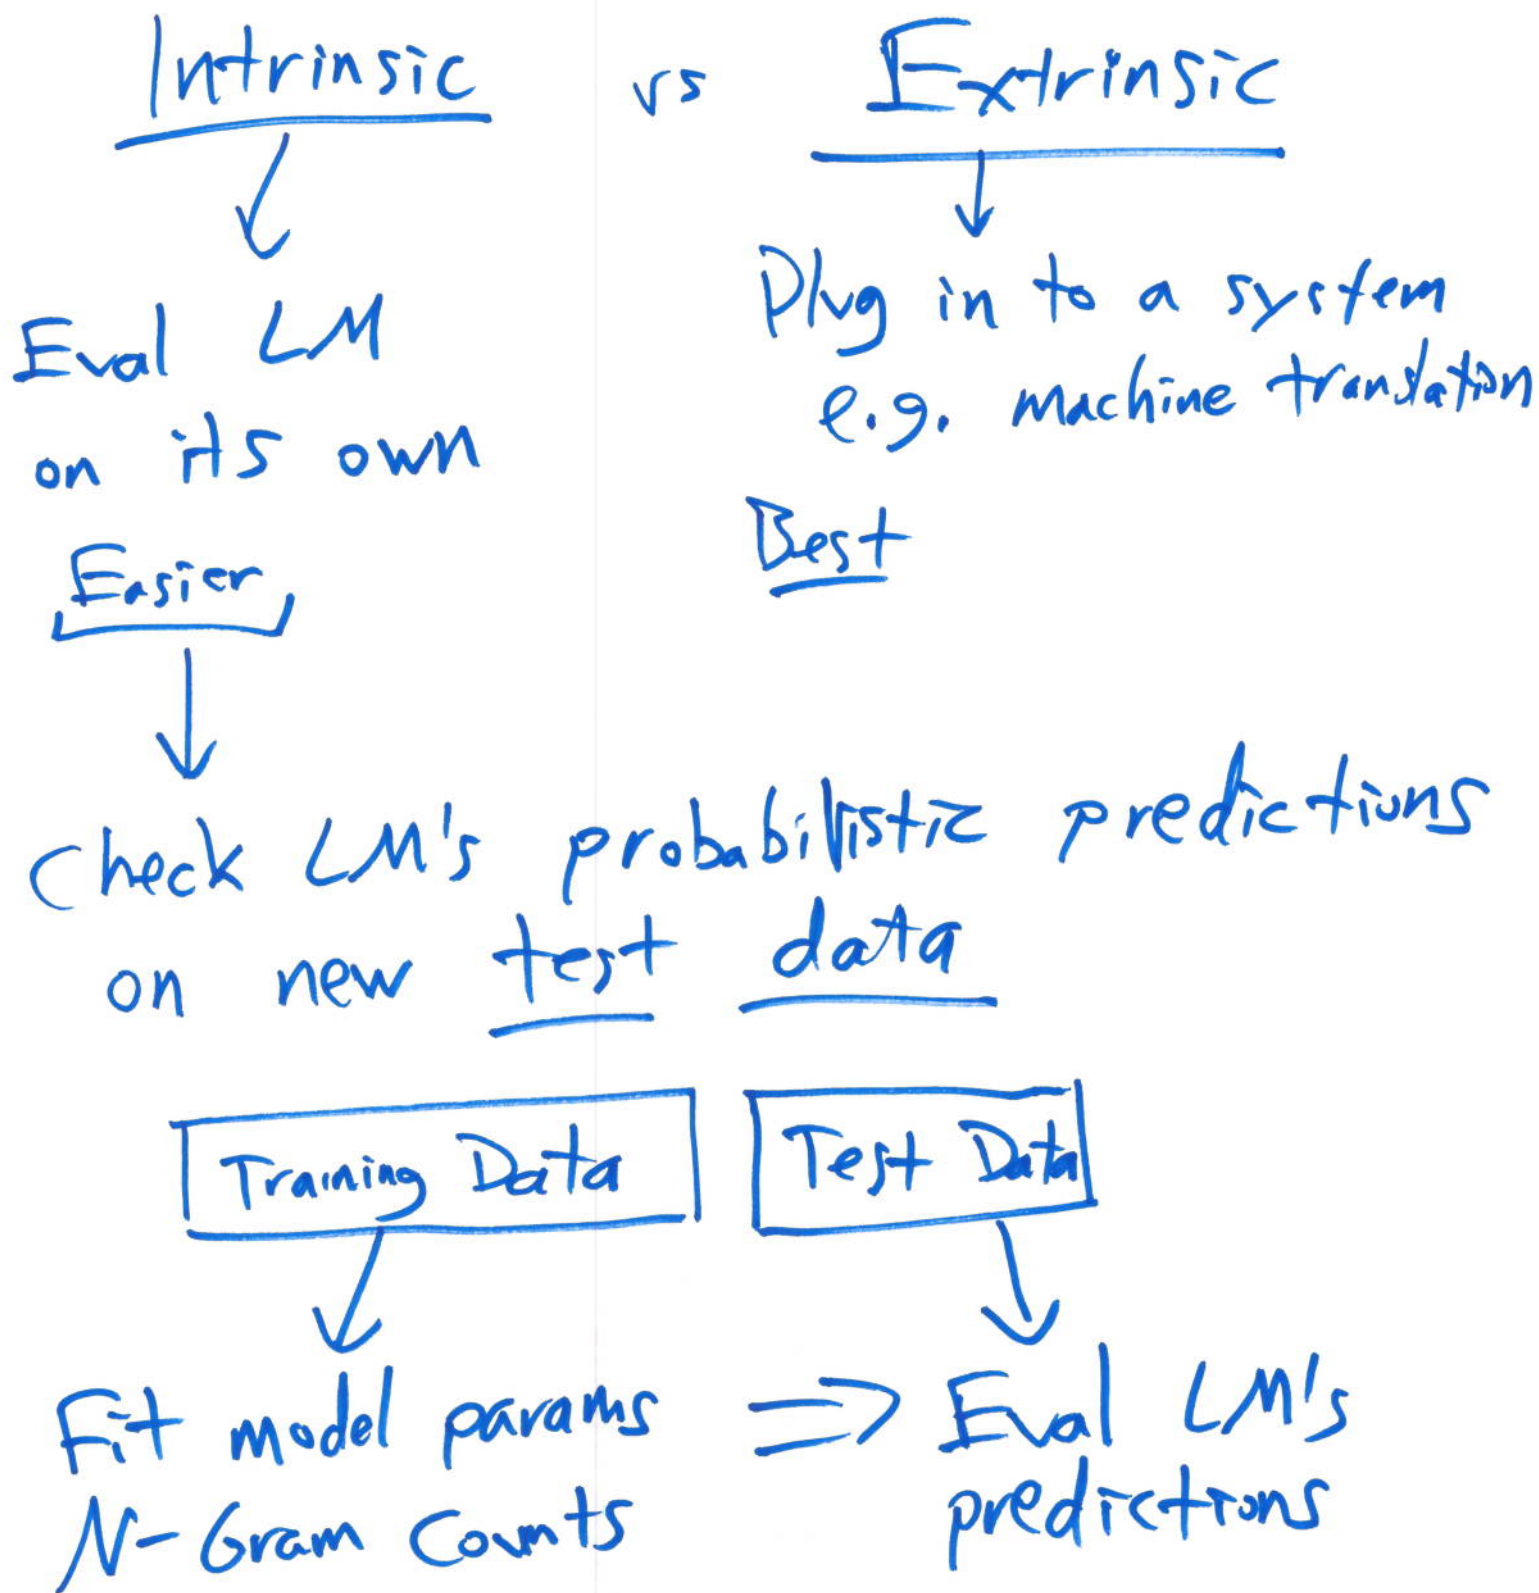 Intrinsic vs Extrinsic
Eval LM
on its own
Easier
Plug in to a system
e.g. machine translation
Best
Check LM's probabilistic predictions
on new test data
Training Data
Test Data
Fit model params
N-Gram Counts
⇒ Eval LM's
predictions